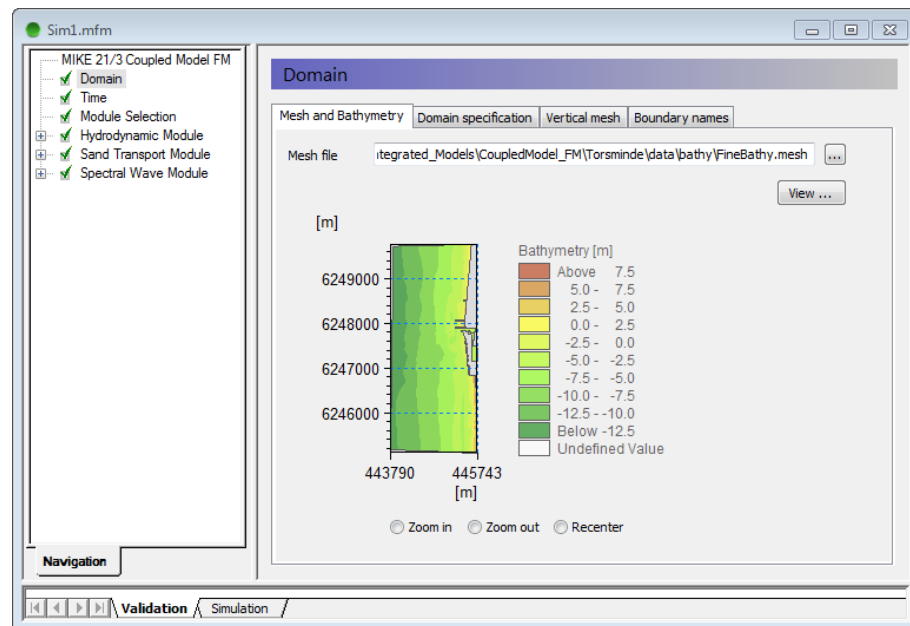 Sim1.mfm
MIKE 21/3 Coupled Model FM
Domain
Time
Module Selection
Hydrodynamic Module
Sand Transport Module
Spectral Wave Module
Navigation
Domain
Mesh and Bathymetry
Domain specification
Vertical mesh
Boundary names
Mesh file
ntegrated_Models\CoupledModel_FM\Torsminde\data\bathy\FineBathy.mesh
...
View ...
[m]
6249000
6248000
6247000
6246000
443790
445743
[m]
Bathymetry [m]
Above 7.5
5.0 - 7.5
2.5 - 5.0
0.0 - 2.5
-2.5 - 0.0
-5.0 - -2.5
-7.5 - -5.0
-10.0 - -7.5
-12.5 - -10.0
Below -12.5
Undefined Value
Zoom in
Zoom out
Recenter
Validation
Simulation